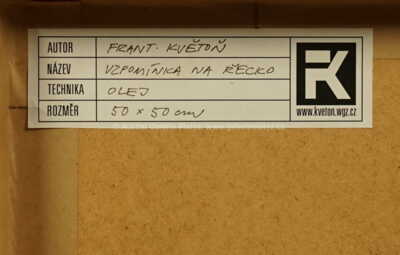 AUTOR FRANT. KVĚTOŇ
NÁZEV VZPOMÍNKA NA ŘECKO
TECHNIKA OLEJ
ROZMĚR 50 x 50 cm
FK
www.kveton.wgz.cz